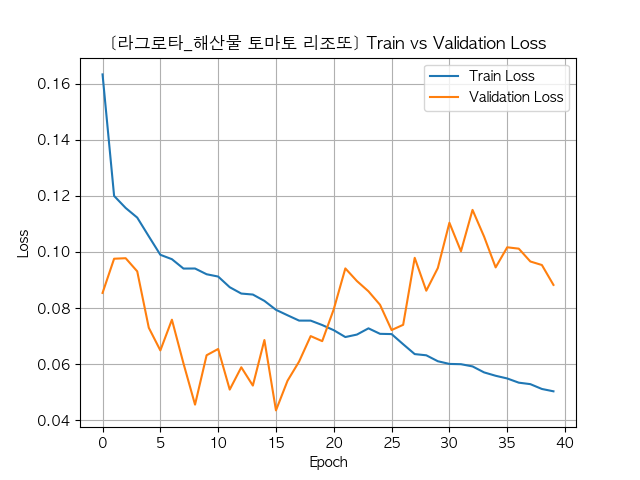 [라그로타_해산물 토마토 리조또] Train vs Validation Loss
Train Loss
Validation Loss
Loss
0.16
0.14
0.12
0.10
0.08
0.06
0.04
0 5 10 15 20 25 30 35 40
Epoch